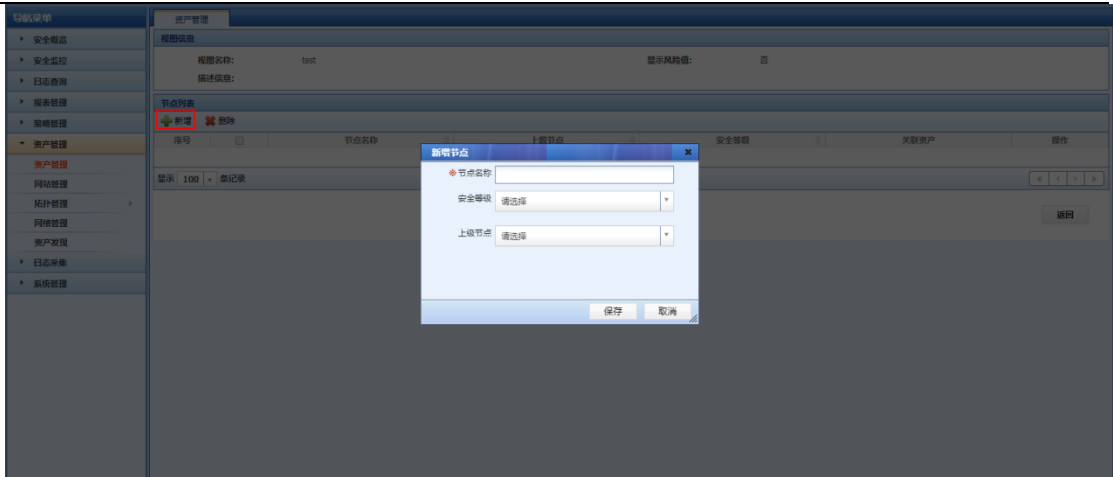 导航菜单
资产管理
安全概览
安全监控
日志查询
报表管理
策略管理
资产管理
资产管理
网站管理
拓扑管理
网络管理
资产发现
日志采集
系统管理
视图信息
视图名称: test 显示风险值: 否
描述信息:
节点列表
新增 删除
序号 节点名称 上级节点 安全等级 关联资产 操作
显示 100 条记录
返回
新增节点
※节点名称
安全等级 请选择
上级节点 请选择
保存 取消